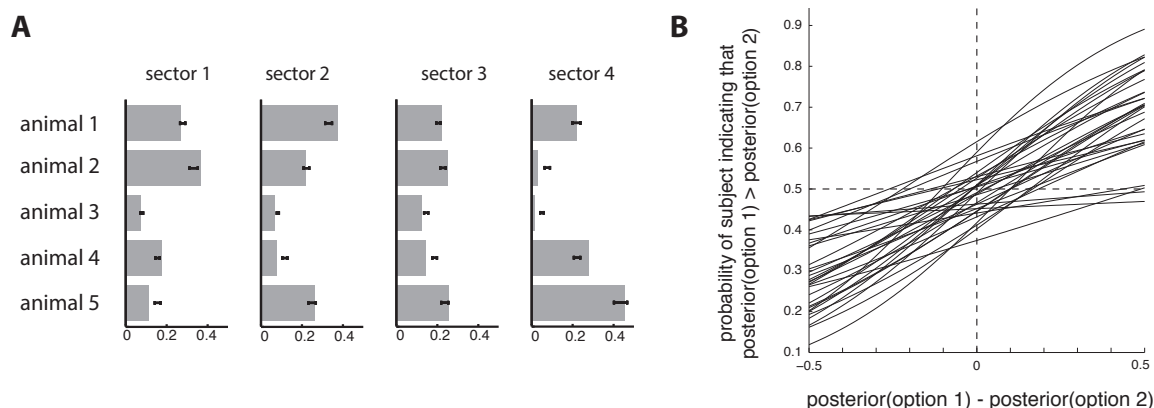 A
sector 1 sector 2 sector 3 sector 4
animal 1
animal 2
animal 3
animal 4
animal 5
0 0.2 0.4 0 0.2 0.4 0 0.2 0.4 0 0.2 0.4
B
probability of subject indicating that
posterior(option 1) > posterior(option 2)
0.9
0.8
0.7
0.6
0.5
0.4
0.3
0.2
0.1
−0.5 0 0.5
posterior(option 1) - posterior(option 2)